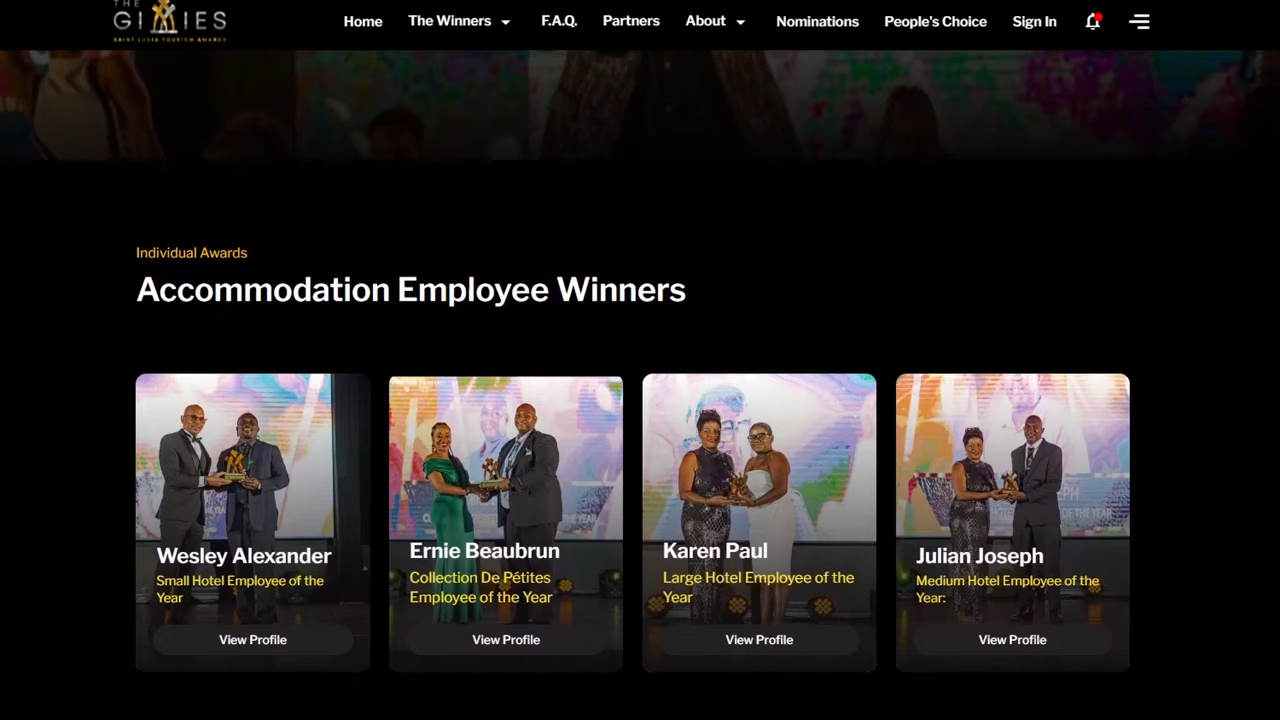 THE
GIMIES
SAINT LUCIA TOURISM AWARDS
Home
The Winners
F.A.Q.
Partners
About
Nominations
People's Choice
Sign In
Individual Awards
Accommodation Employee Winners
Wesley Alexander
Small Hotel Employee of the
Year
View Profile
Ernie Beaubrun
Collection De Pétites
Employee of the Year
View Profile
Karen Paul
Large Hotel Employee of the
Year
View Profile
Julian Joseph
Medium Hotel Employee of the
Year:
View Profile